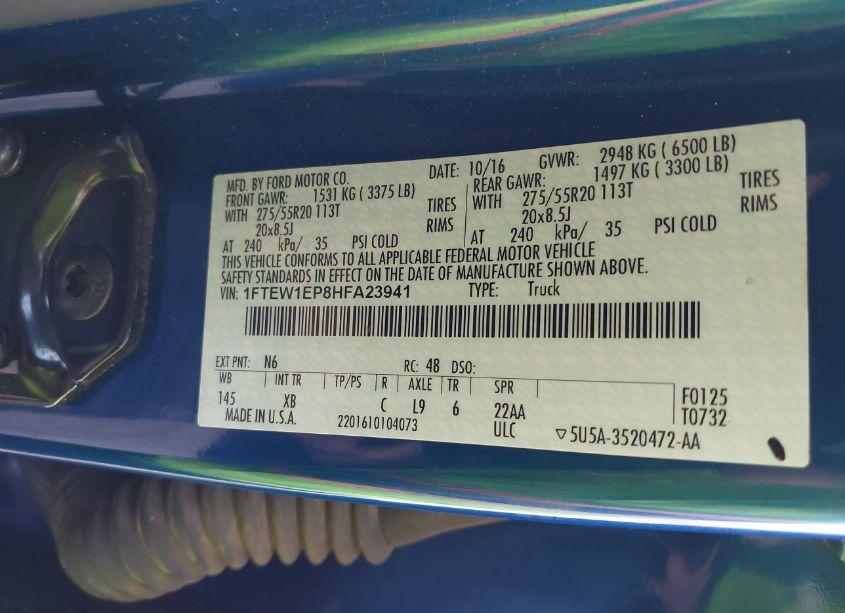 MFD. BY FORD MOTOR CO. DATE: 10/16 GVWR: 2948 KG ( 6500 LB)
FRONT GAWR: 1531 KG ( 3375 LB) REAR GAWR: 1497 KG ( 3300 LB)
WITH 275/55R20 113T TIRES WITH 275/55R20 113T TIRES
20x8.5J RIMS 20x8.5J RIMS
AT 240 kPa/ 35 PSI COLD AT 240 kPa/ 35 PSI COLD
THIS VEHICLE CONFORMS TO ALL APPLICABLE FEDERAL MOTOR VEHICLE
SAFETY STANDARDS IN EFFECT ON THE DATE OF MANUFACTURE SHOWN ABOVE.
VIN: 1FTEW1EP8HFA23941 TYPE: Truck
EXT PNT: N6 RC: 48 DSO:
WB INT TR TP/PS R AXLE TR SPR
145 XB C L9 6 22AA F0125
MADE IN U.S.A. 2201610104073 ULC T0732
▽5U5A-3520472-AA